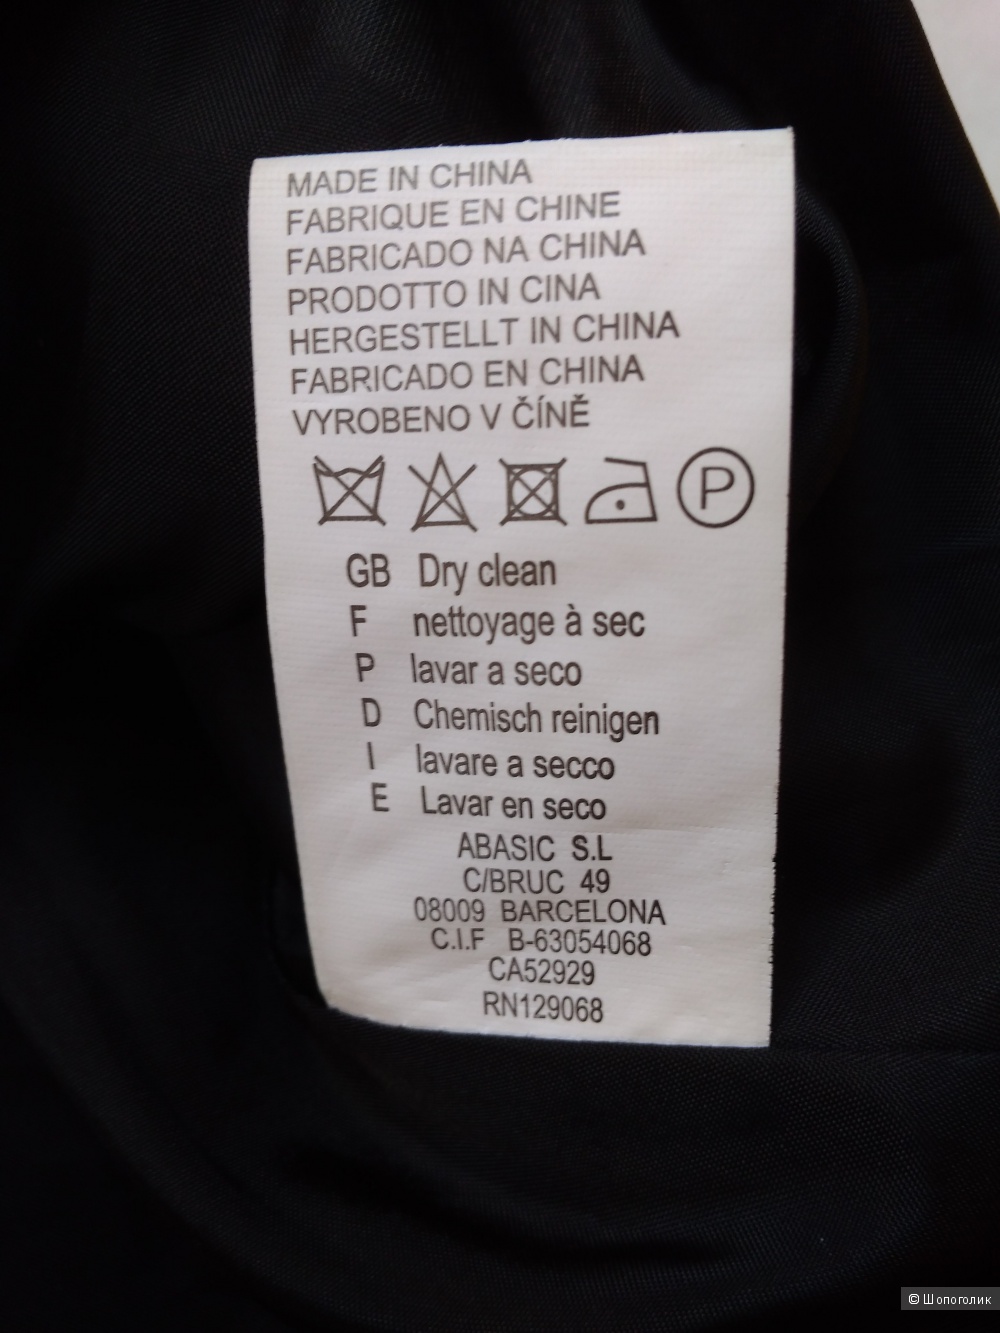 MADE IN CHINA
FABRIQUE EN CHINE
FABRICADO NA CHINA
PRODOTTO IN CINA
HERGESTELLT IN CHINA
FABRICADO EN CHINA
VYROBENO V ČÍNĚ
P
GB Dry clean
F nettoyage à sec
P lavar a seco
D Chemisch reinigen
I lavare a secco
E Lavar en seco
ABASIC S.L
C/BRUC 49
08009 BARCELONA
C.I.F B-63054068
CA52929
RN129068
© Шопоголик